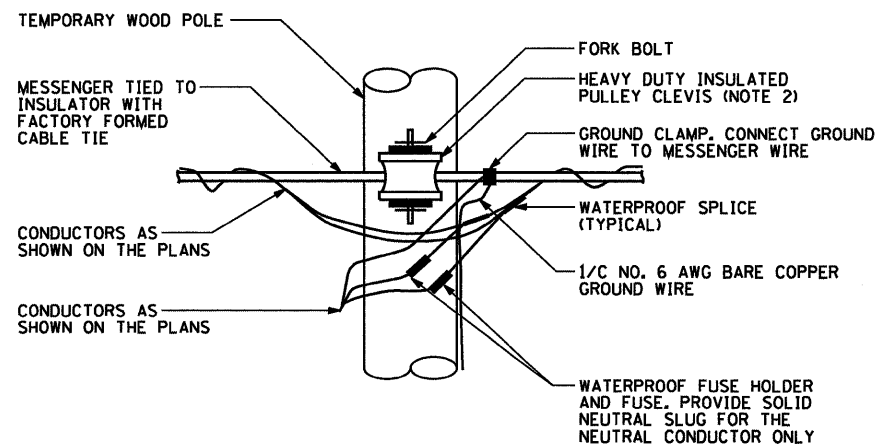 TEMPORARY WOOD POLE
MESSENGER TIED TO
INSULATOR WITH
FACTORY FORMED
CABLE TIE
CONDUCTORS AS
SHOWN ON THE PLANS
CONDUCTORS AS
SHOWN ON THE PLANS
FORK BOLT
HEAVY DUTY INSULATED
PULLEY CLEVIS (NOTE 2)
GROUND CLAMP. CONNECT GROUND
WIRE TO MESSENGER WIRE
WATERPROOF SPLICE
(TYPICAL)
1/C NO. 6 AWG BARE COPPER
GROUND WIRE
WATERPROOF FUSE HOLDER
AND FUSE. PROVIDE SOLID
NEUTRAL SLUG FOR THE
NEUTRAL CONDUCTOR ONLY